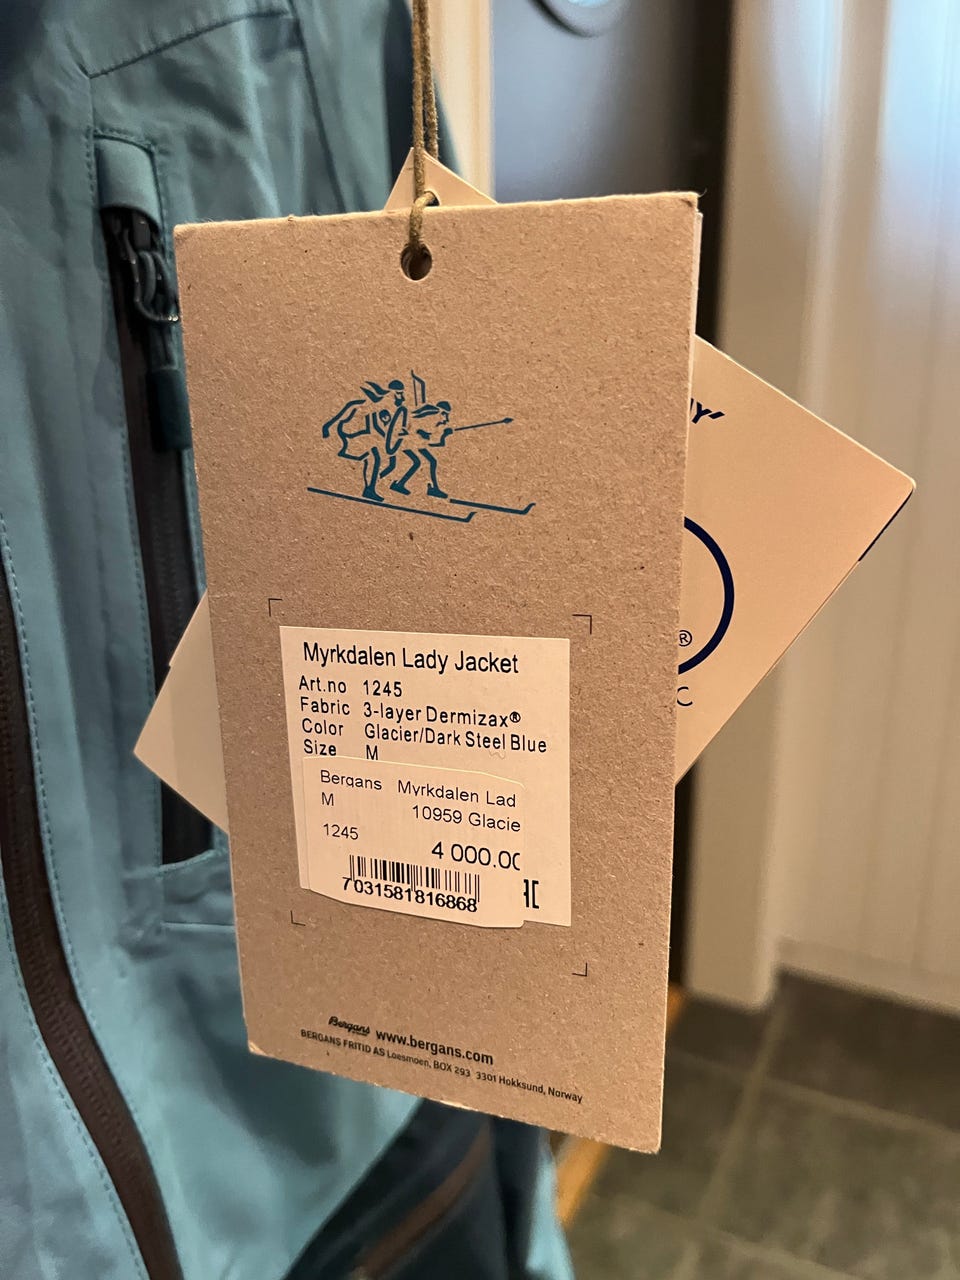 Myrkdalen Lady Jacket
Art.no 1245
Fabric 3-layer Dermizax®
Color Glacier/Dark Steel Blue
Size M
Bergans Myrkdalen Lad
M 10959 Glacie
1245
4 000.00
7031581816868
Bergans www.bergans.com
BERGANS FRITID AS Loesmoen, BOX 293 3301 Hokksund, Norway
®
C